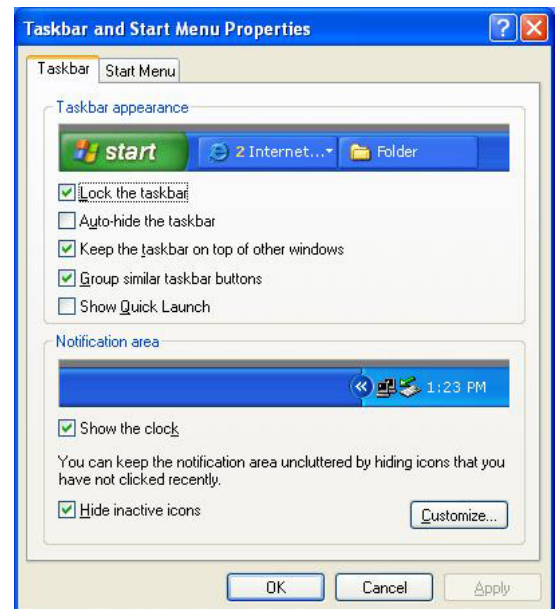 Taskbar and Start Menu Properties
Taskbar Start Menu
Taskbar appearance
start 2 Internet... Folder
Lock the taskbar
Auto-hide the taskbar
Keep the taskbar on top of other windows
Group similar taskbar buttons
Show Quick Launch
Notification area
1:23 PM
Show the clock
You can keep the notification area uncluttered by hiding icons that you
have not clicked recently.
Hide inactive icons
Customize...
OK Cancel Apply